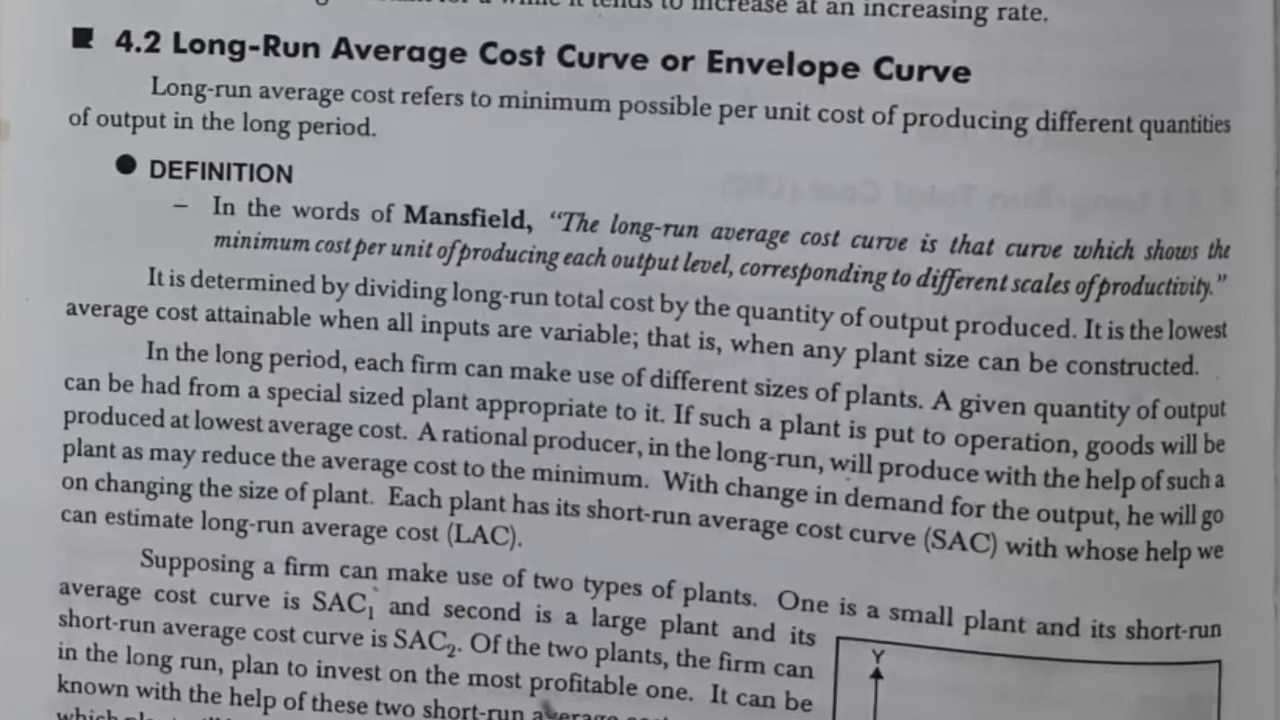 to increase at an increasing rate.
4.2 Long-Run Average Cost Curve or Envelope Curve
Long-run average cost refers to minimum possible per unit cost of producing different quantities
of output in the long period.
● DEFINITION
– In the words of Mansfield, “The long-run average cost curve is that curve which shows the
minimum cost per unit of producing each output level, corresponding to different scales of productivity.”
It is determined by dividing long-run total cost by the quantity of output produced. It is the lowest
average cost attainable when all inputs are variable; that is, when any plant size can be constructed.
In the long period, each firm can make use of different sizes of plants. A given quantity of output
can be had from a special sized plant appropriate to it. If such a plant is put to operation, goods will be
produced at lowest average cost. A rational producer, in the long-run, will produce with the help of such a
plant as may reduce the average cost to the minimum. With change in demand for the output, he will go
on changing the size of plant. Each plant has its short-run average cost curve (SAC) with whose help we
can estimate long-run average cost (LAC).
Supposing a firm can make use of two types of plants. One is a small plant and its short-run
average cost curve is SAC₁ and second is a large plant and its
short-run average cost curve is SAC₂. Of the two plants, the firm can
in the long run, plan to invest on the most profitable one. It can be
known with the help of these two short-run average
Y